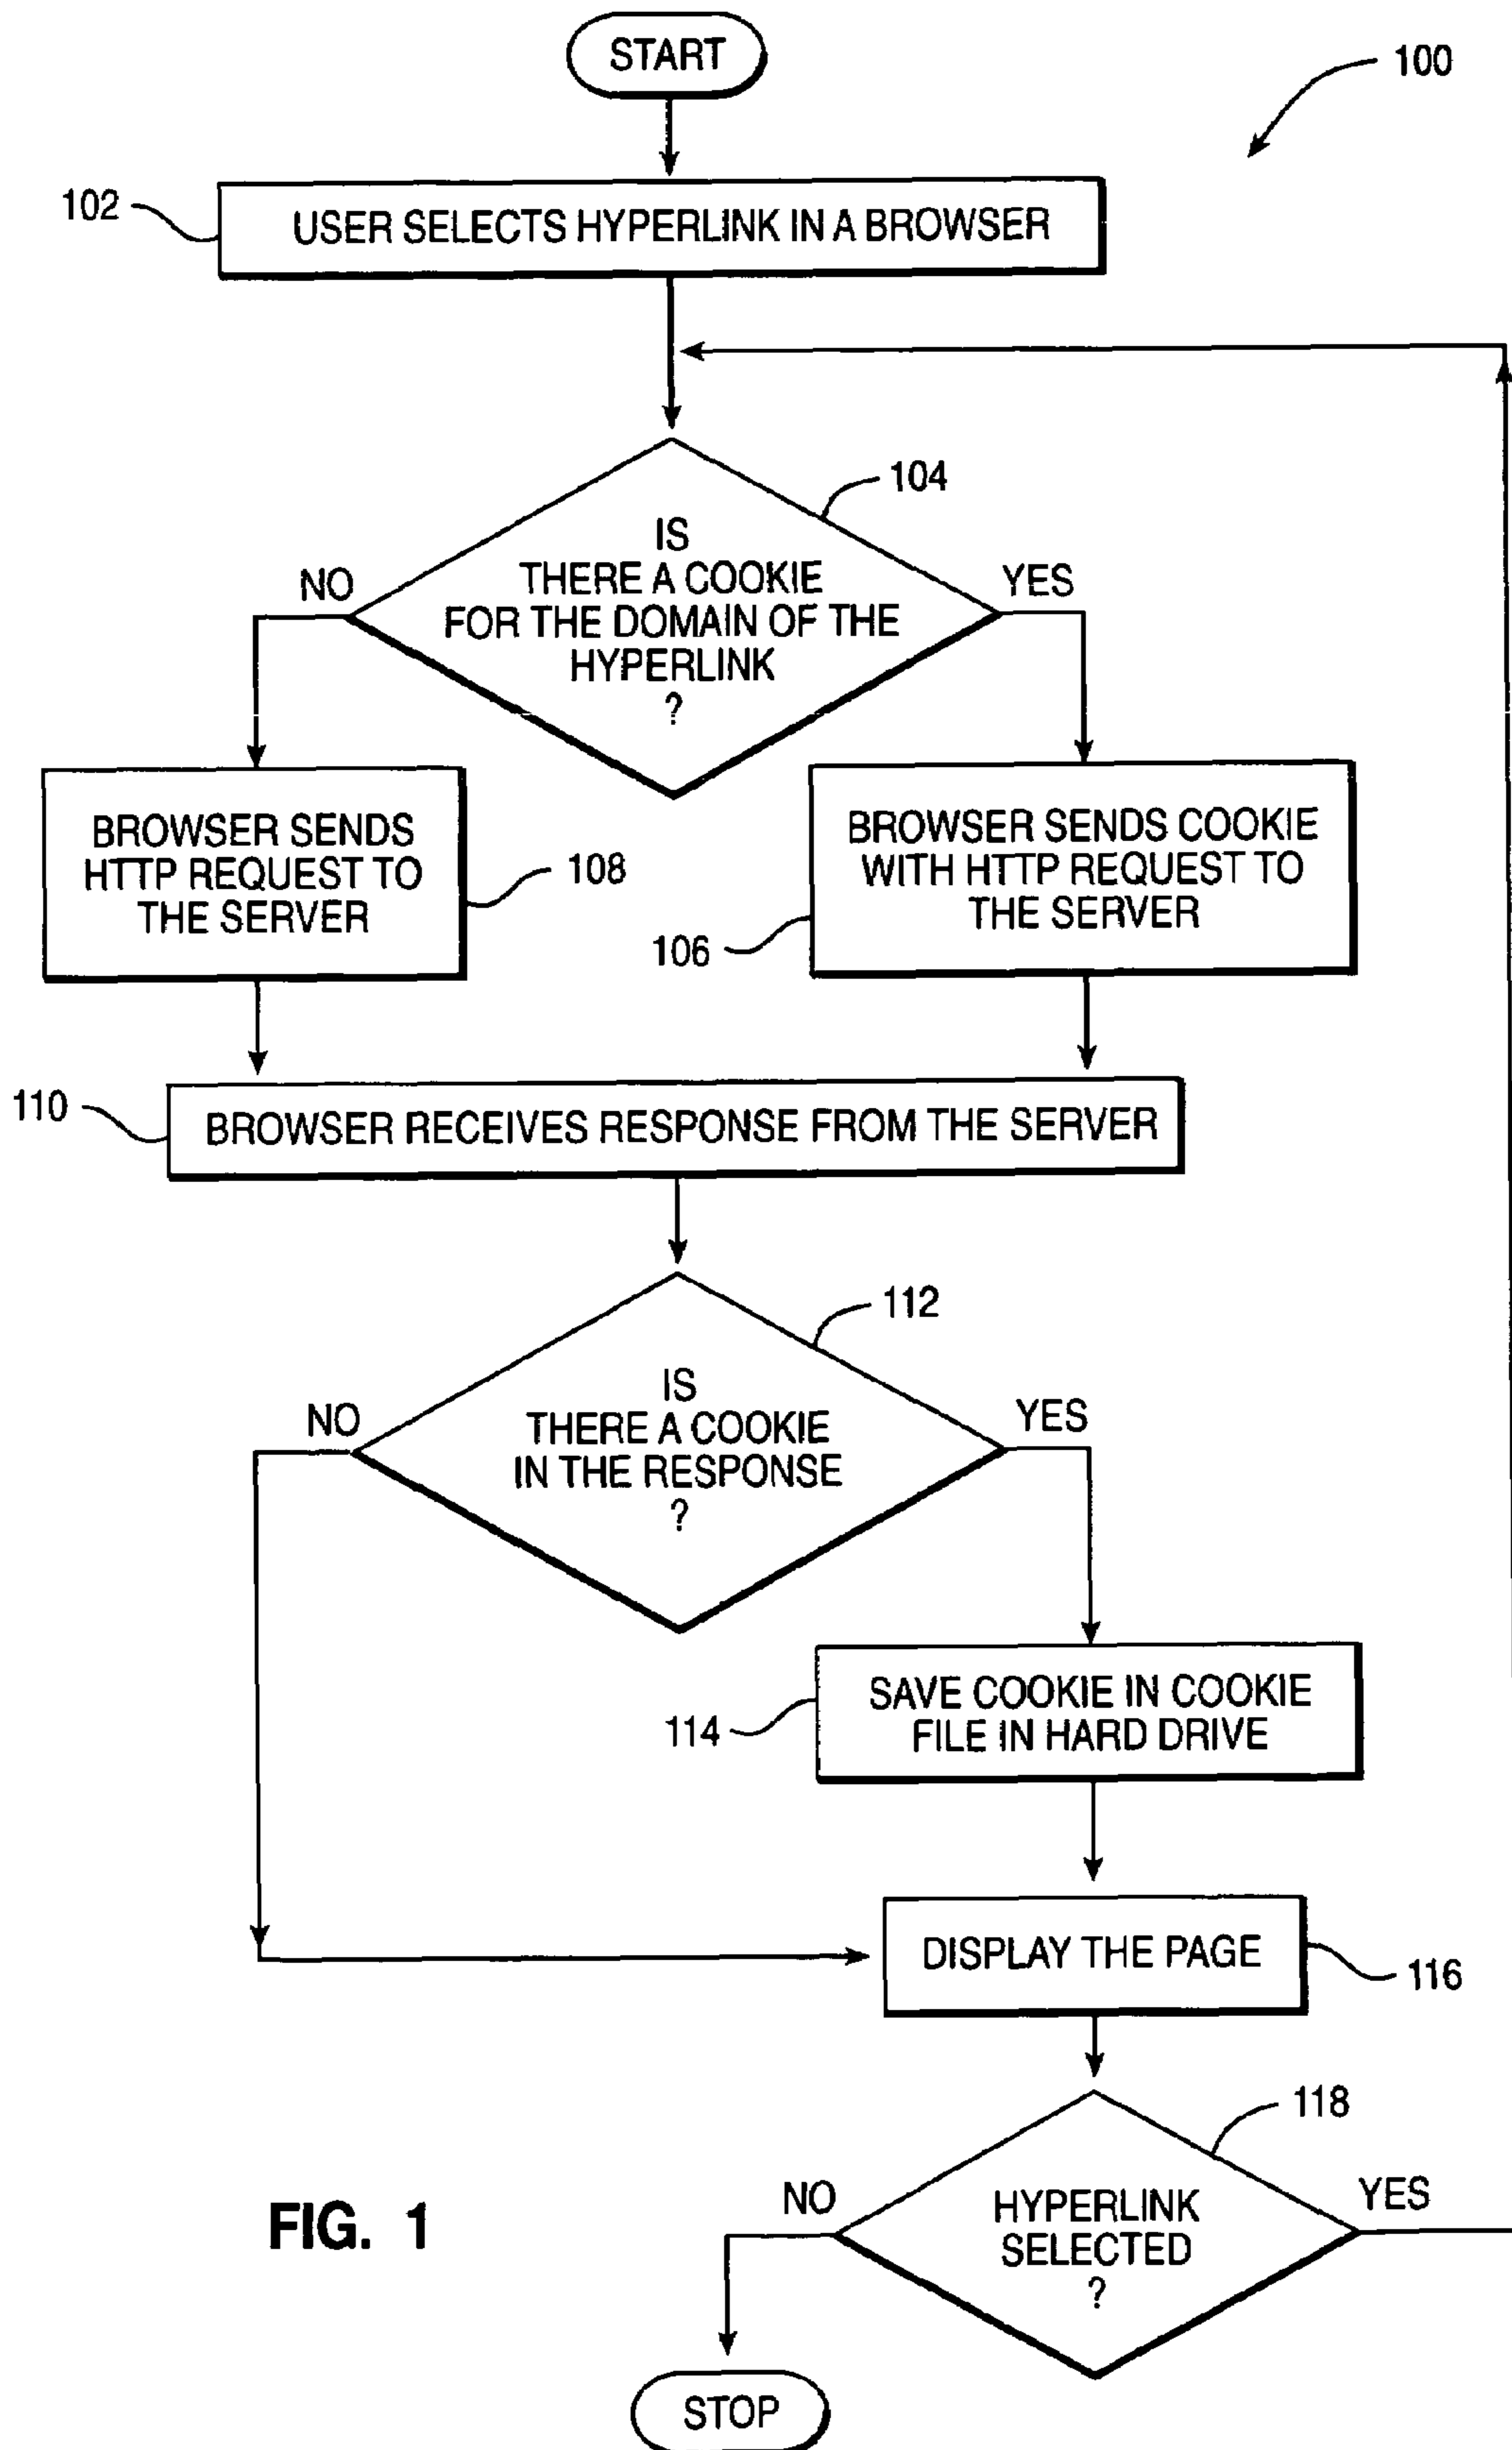 START
100
102
USER SELECTS HYPERLINK IN A BROWSER
104
IS
THERE A COOKIE
FOR THE DOMAIN OF THE
HYPERLINK
?
NO
YES
BROWSER SENDS
HTTP REQUEST TO
THE SERVER
108
BROWSER SENDS COOKIE
WITH HTTP REQUEST TO
THE SERVER
106
110
BROWSER RECEIVES RESPONSE FROM THE SERVER
112
IS
THERE A COOKIE
IN THE RESPONSE
?
NO
YES
SAVE COOKIE IN COOKIE
FILE IN HARD DRIVE
114
DISPLAY THE PAGE
116
118
HYPERLINK
SELECTED
?
NO
YES
FIG. 1
STOP